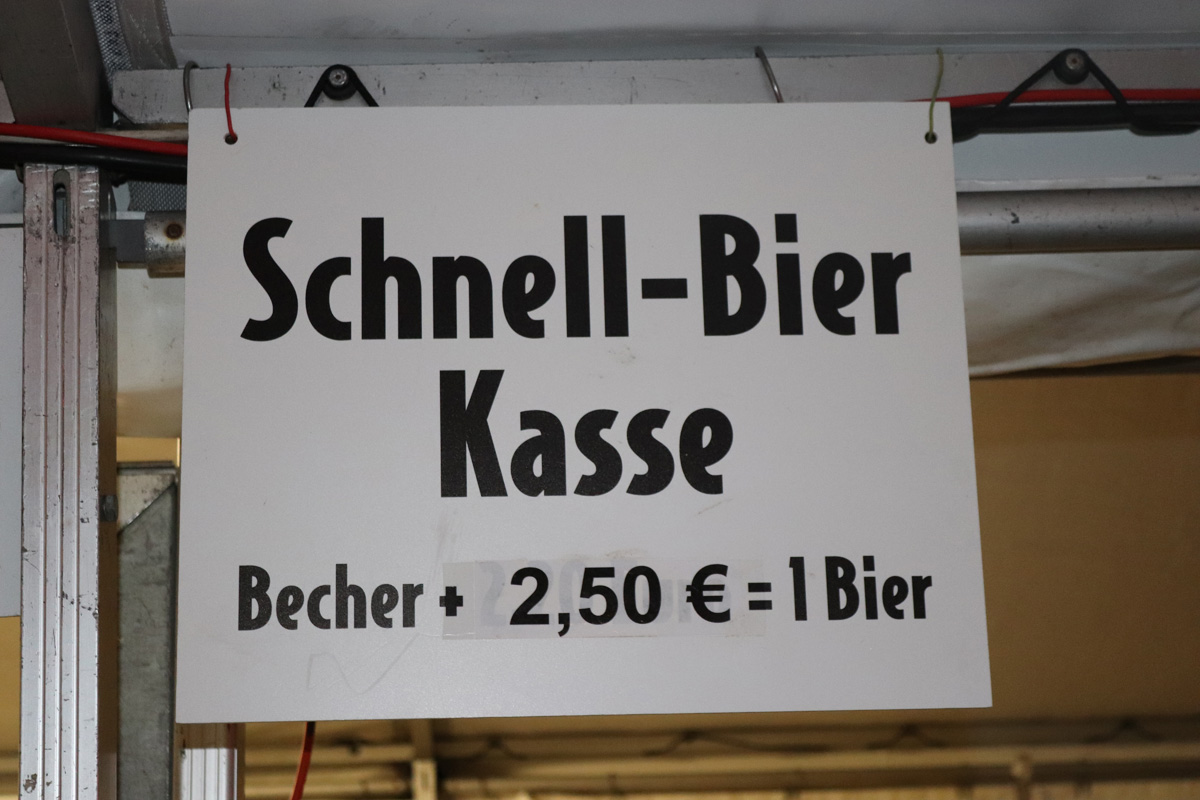 Schnell-Bier
Kasse
Becher + 2,50 € = 1 Bier